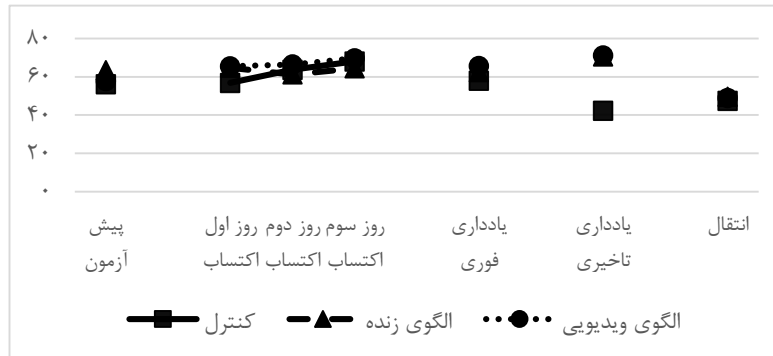 ۸۰
۶۰
۴۰
۲۰
۰
پیش آزمون
روز اول اکتساب
روز دوم اکتساب
روز سوم اکتساب
یادداری فوری
یادداری تاخیری
انتقال
کنترل
الگوی زنده
الگوی ویدیویی